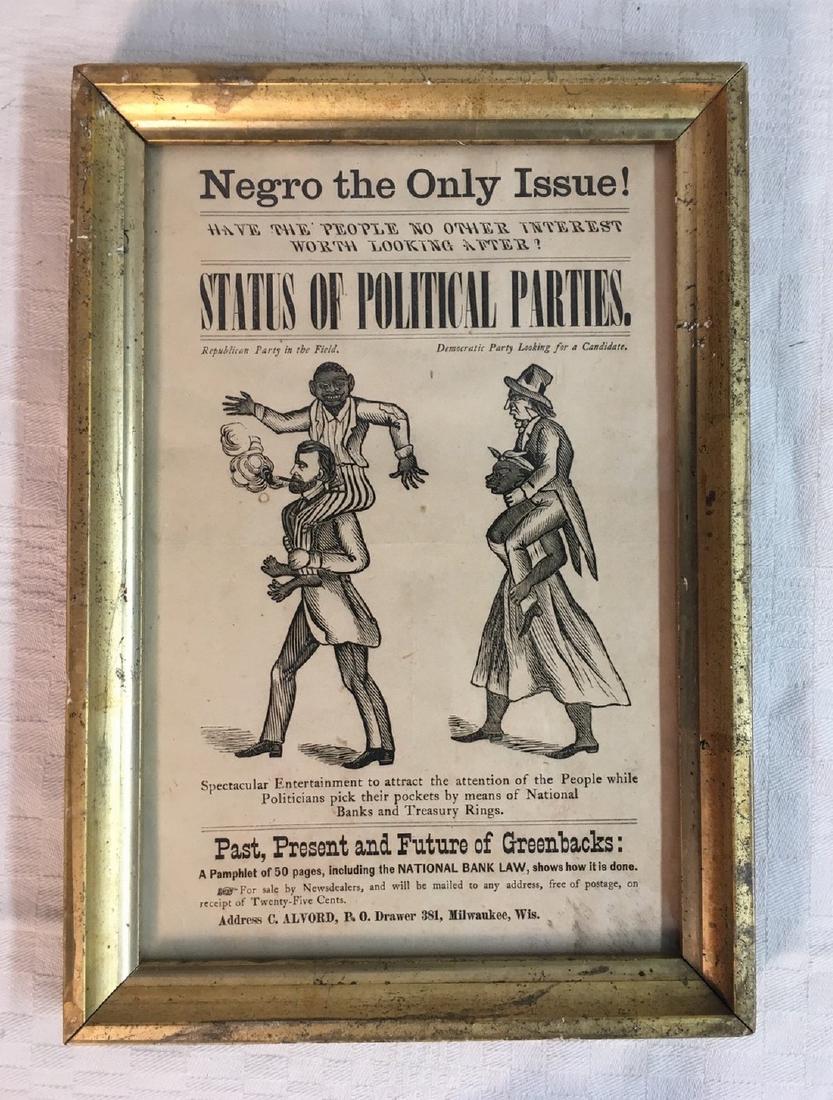 Negro the Only Issue!
HAVE THE PEOPLE NO OTHER INTEREST
WORTH LOOKING AFTER?
STATUS OF POLITICAL PARTIES.
Republican Party in the Field.
Democratic Party Looking for a Candidate.
Spectacular Entertainment to attract the attention of the People while
Politicians pick their pockets by means of National
Banks and Treasury Rings.
Past, Present and Future of Greenbacks:
A Pamphlet of 50 pages, including the NATIONAL BANK LAW, shows how it is done.
For sale by Newsdealers, and will be mailed to any address, free of postage, on
receipt of Twenty-Five Cents.
Address C. ALVORD, P. O. Drawer 381, Milwaukee, Wis.